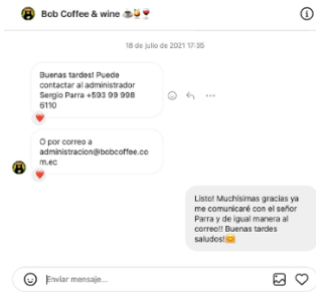 Bob Coffee & wine ☕🍹🍷
18 de julio de 2021 17:35
Buenas tardes! Puede
contactar al administrador
Sergio Parra +593 99 998
6110
O por correo a
administracion@bobcoffee.co
m.ec
Listo! Muchísimas gracias ya
me comunicaré con el señor
Parra y de igual manera al
correo!! Buenas tardes
saludos!😊
Enviar mensaje...